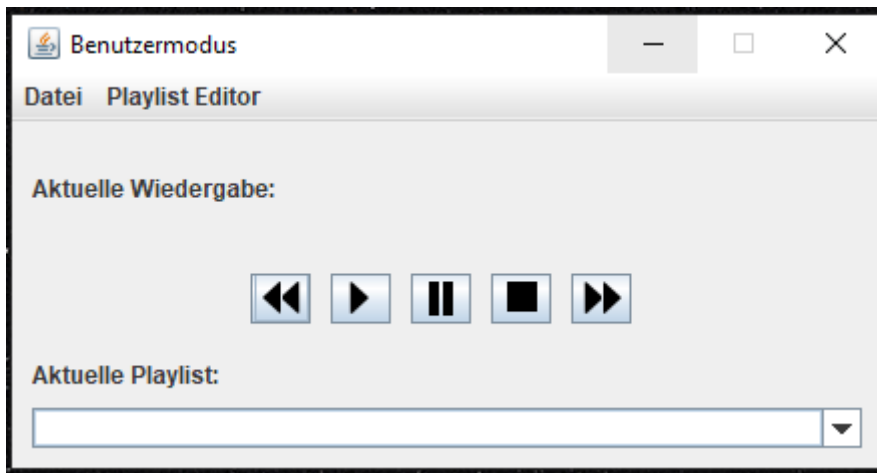 Benutzermodus
Datei Playlist Editor
Aktuelle Wiedergabe:
Aktuelle Playlist: